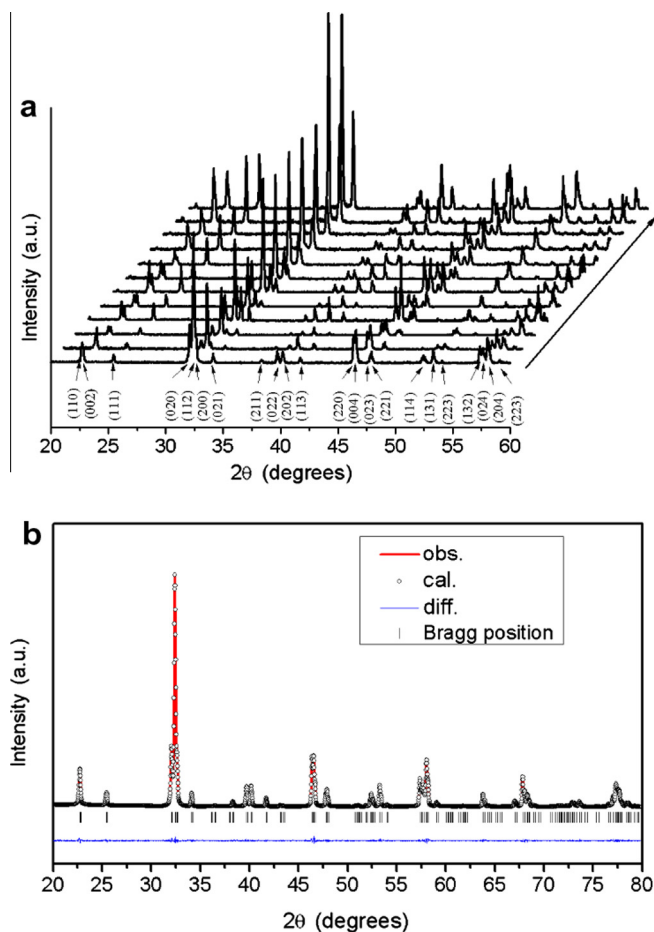 a
Intensity (a.u.)
(110)
(002)
(111)
(020)
(112)
(200)
(021)
(211)
(022)
(202)
(113)
(220)
(004)
(023)
(221)
(114)
(131)
(223)
(132)
(024)
(204)
(223)
20 25 30 35 40 45 50 55 60
2θ (degrees)
b
obs.
cal.
diff.
Bragg position
Intensity (a.u.)
20 25 30 35 40 45 50 55 60 65 70 75 80
2θ (degrees)